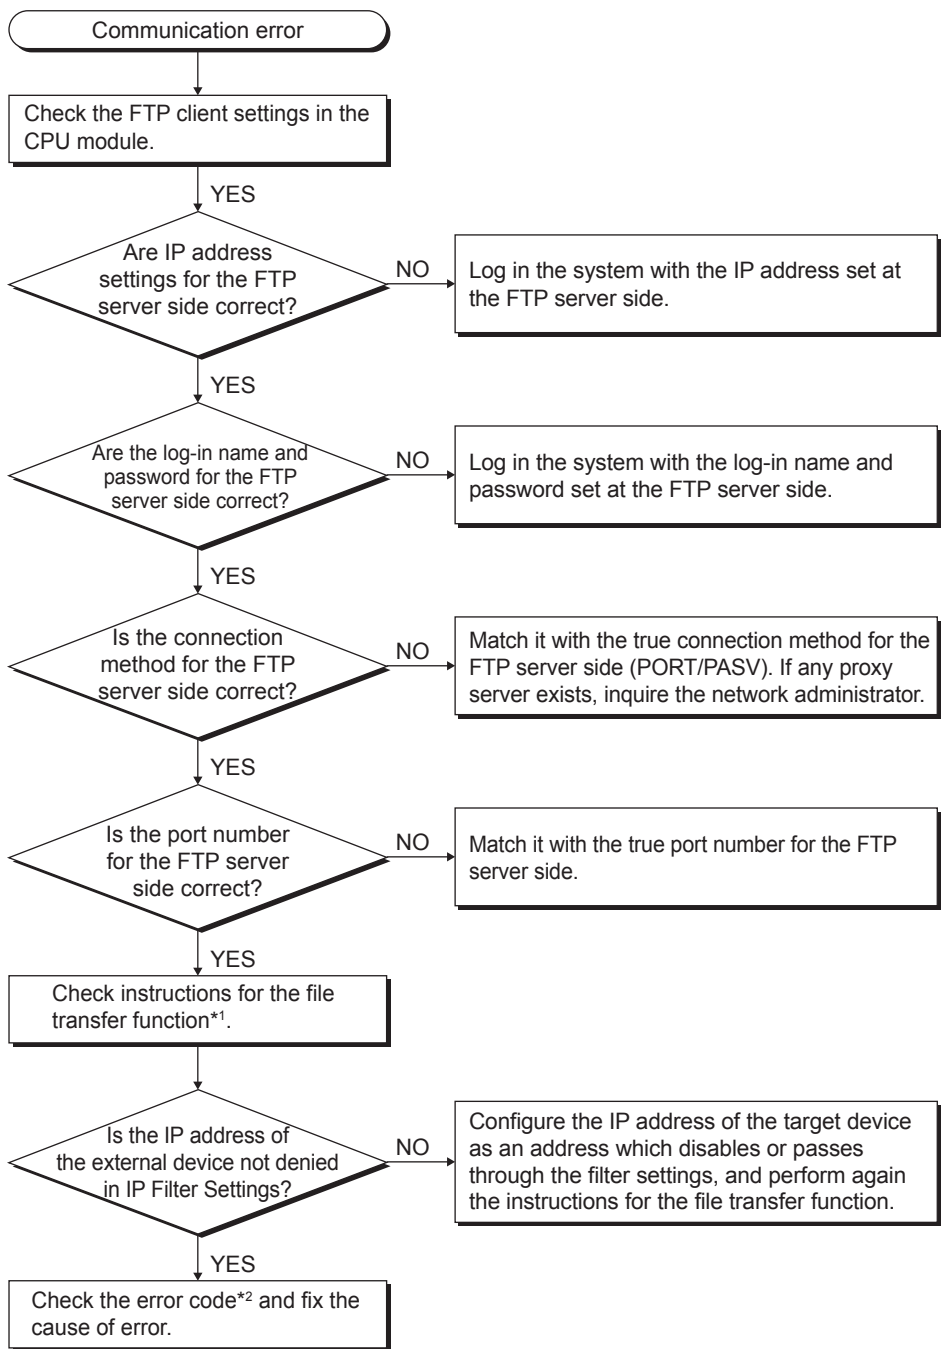 Communication error
Check the FTP client settings in the
CPU module.
YES
Are IP address
settings for the FTP
server side correct?
NO
Log in the system with the IP address set at
the FTP server side.
YES
Are the log-in name and
password for the FTP
server side correct?
NO
Log in the system with the log-in name and
password set at the FTP server side.
YES
Is the connection
method for the FTP
server side correct?
NO
Match it with the true connection method for the
FTP server side (PORT/PASV). If any proxy
server exists, inquire the network administrator.
YES
Is the port number
for the FTP server
side correct?
NO
Match it with the true port number for the FTP
server side.
YES
Check instructions for the file
transfer function*1.
Is the IP address of
the external device not denied
in IP Filter Settings?
NO
Configure the IP address of the target device
as an address which disables or passes
through the filter settings, and perform again
the instructions for the file transfer function.
YES
Check the error code*2 and fix the
cause of error.